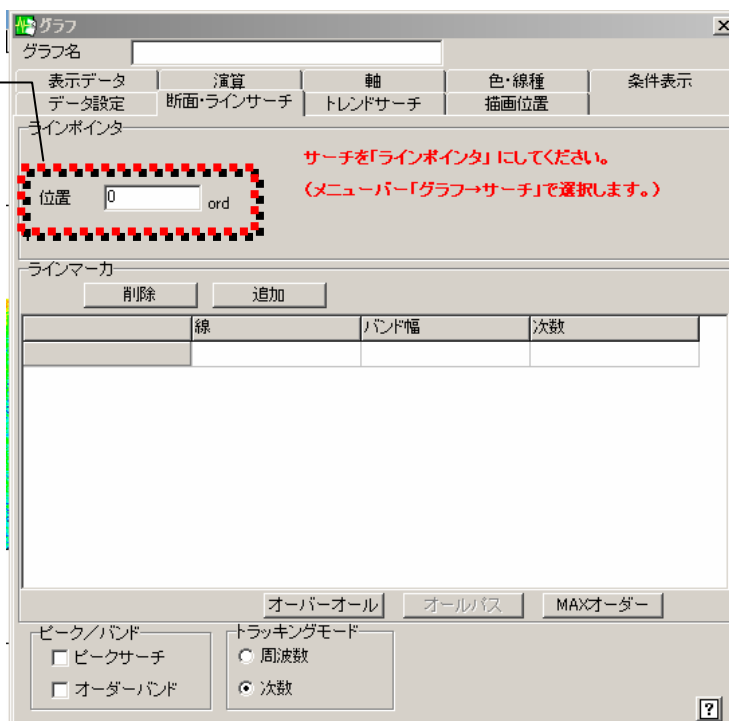 グラフ
グラフ名
表示データ 演算 軸 色・線種 条件表示
データ設定 断面・ラインサーチ トレンドサーチ 描画位置
ラインポインタ
サーチを「ラインポインタ」にしてください。
位置 0 ord
（メニューバー「グラフ→サーチ」で選択します。）
ラインマーカ
削除 追加
線 バンド幅 次数
オーバーオール オールパス MAXオーダー
ピーク／バンド トラッキングモード
ピークサーチ 周波数
オーダーバンド 次数
?